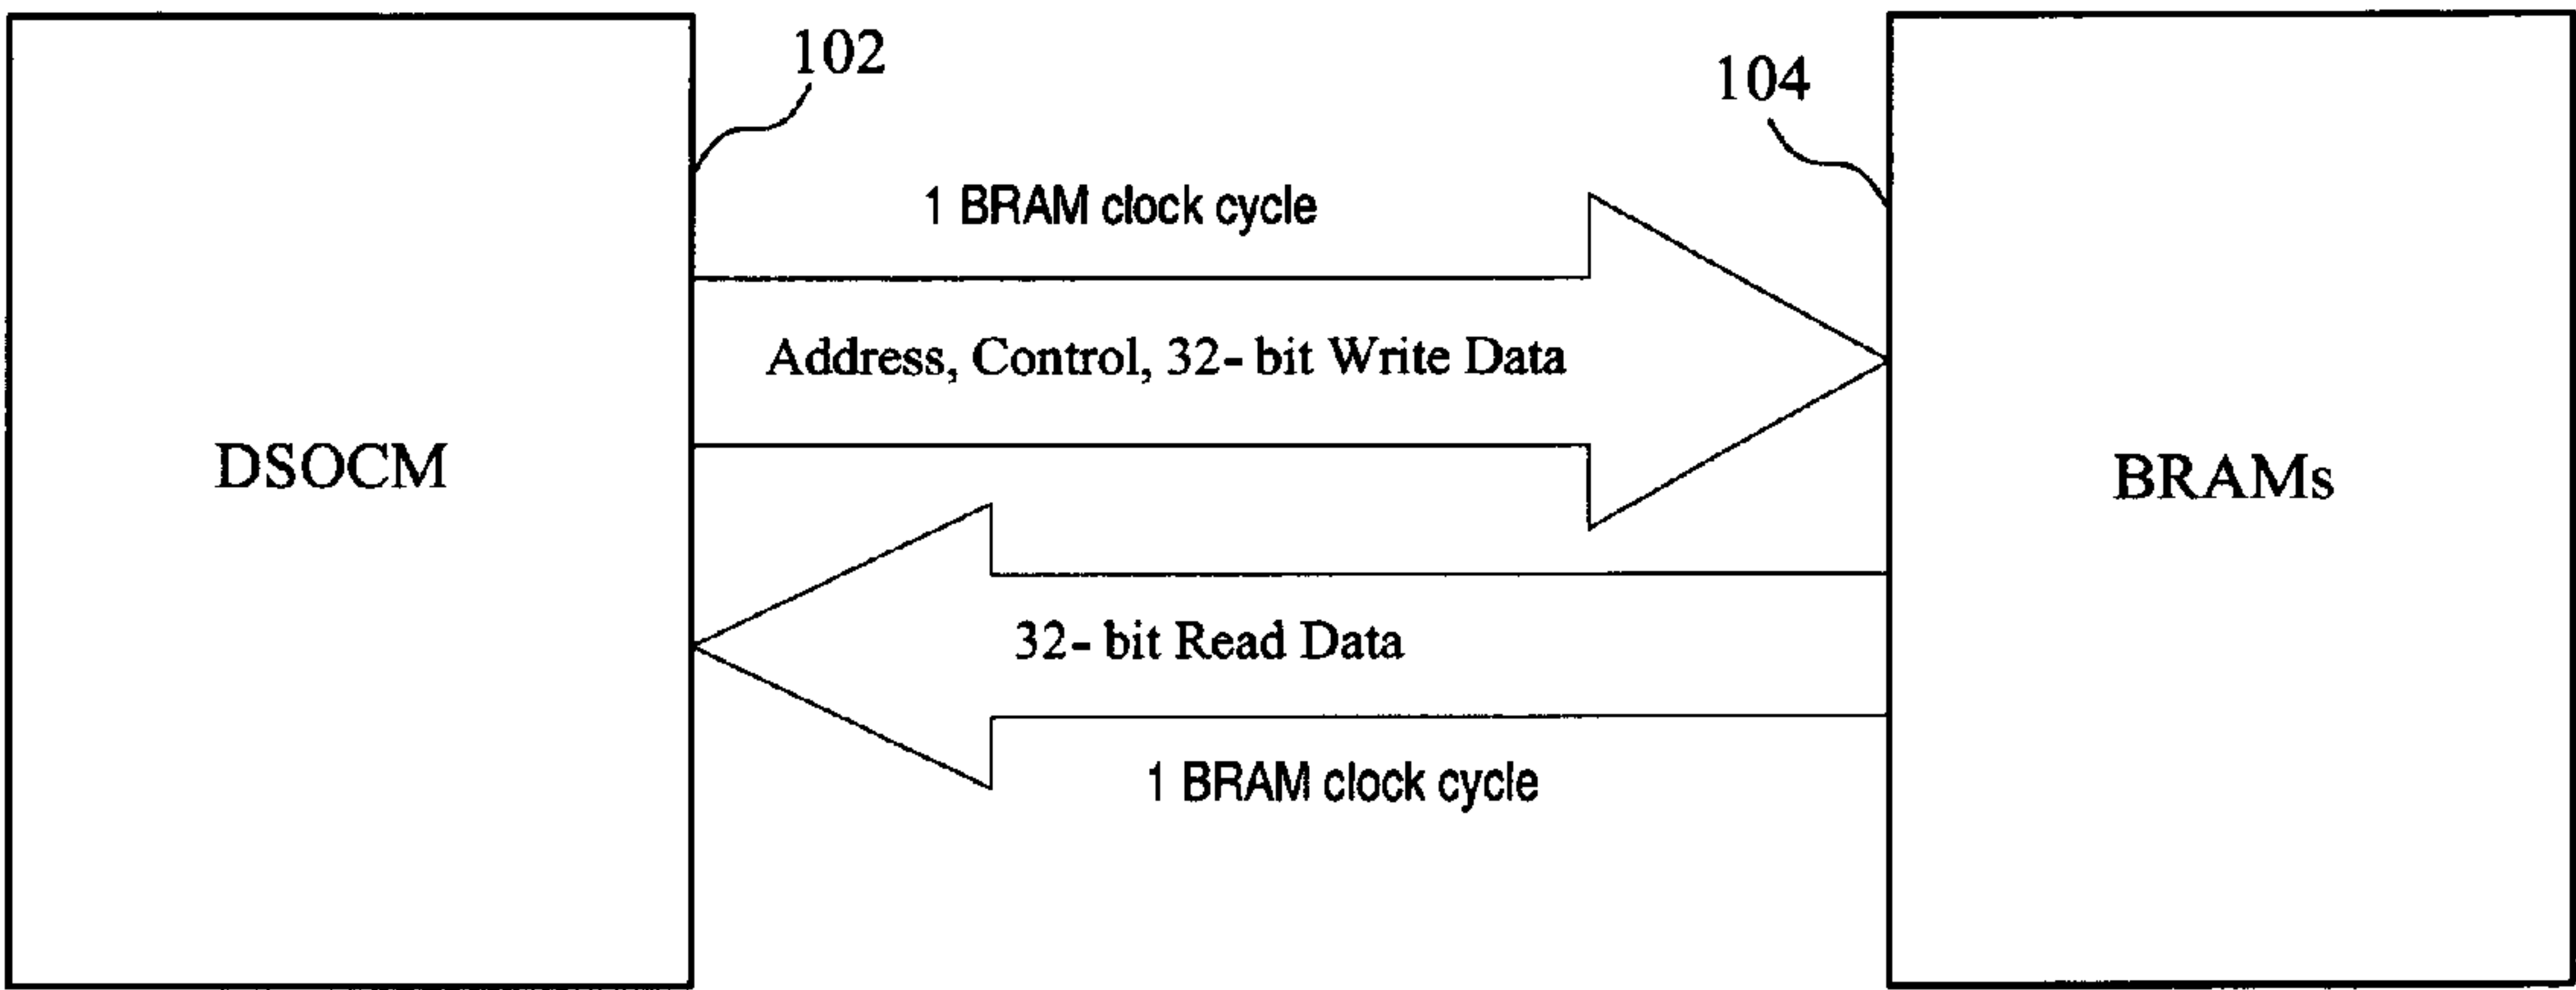 102
104
1 BRAM clock cycle
Address, Control, 32- bit Write Data
DSOCM
BRAMs
32- bit Read Data
1 BRAM clock cycle